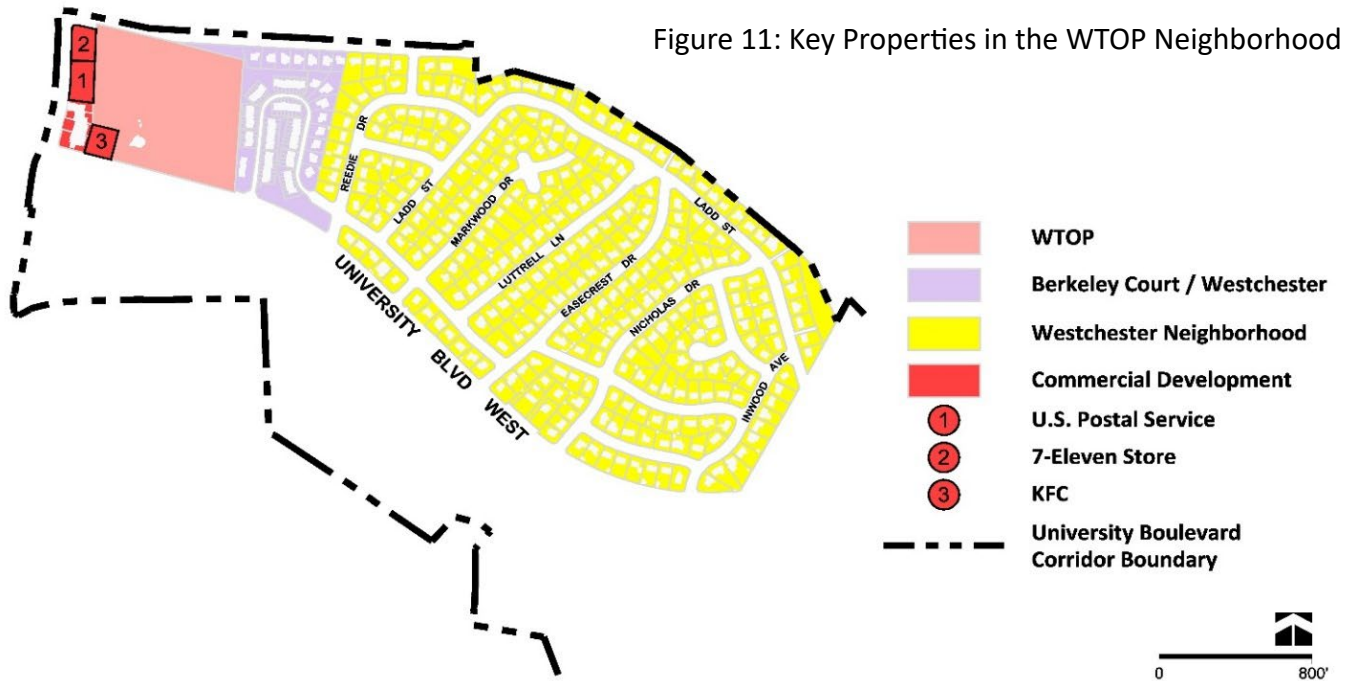 Figure 11: Key Properties in the WTOP Neighborhood
2
1
3
REEDIE DR
LADD ST
MARKWOOD DR
LUTTRELL LN
EASECREST DR
NICHOLAS DR
LADD ST
INWOOD AVE
UNIVERSITY BLVD WEST
WTOP
Berkeley Court / Westchester
Westchester Neighborhood
Commercial Development
1 U.S. Postal Service
2 7-Eleven Store
3 KFC
University Boulevard
Corridor Boundary
0 800'